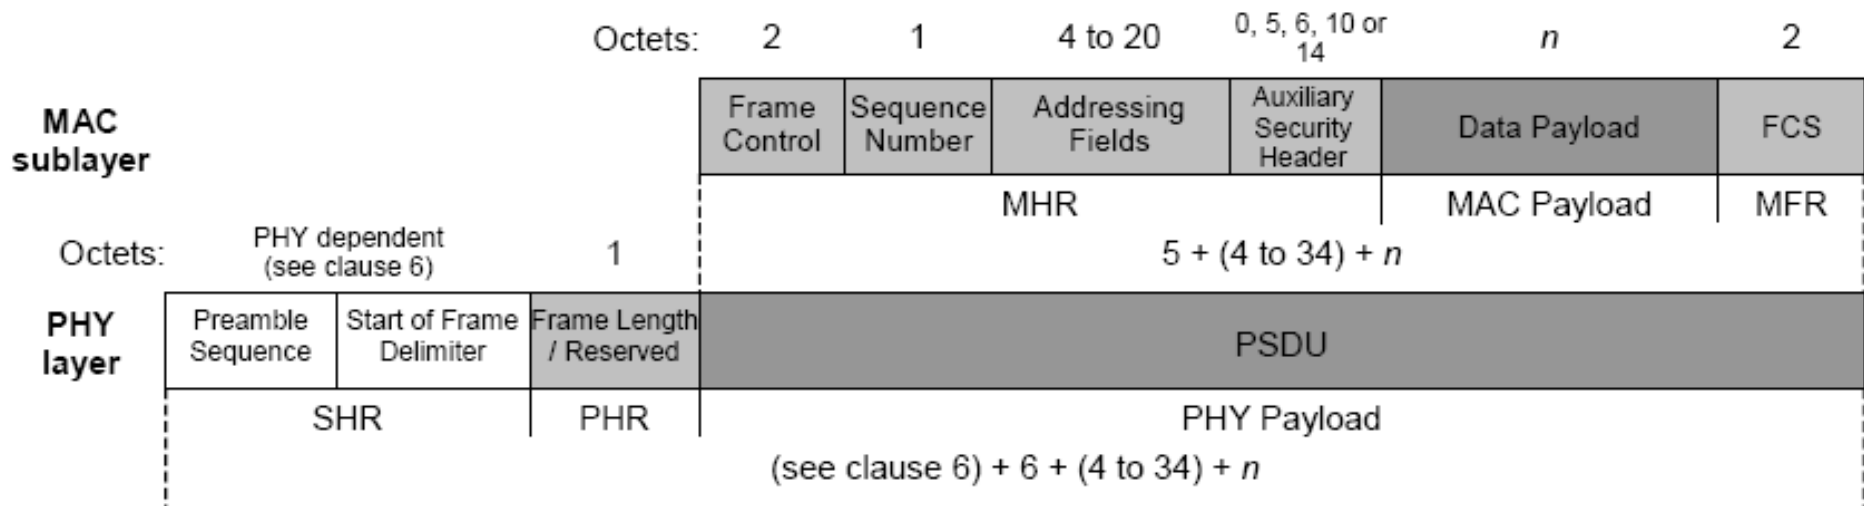 Octets: 2 1 4 to 20 0, 5, 6, 10 or
14 n 2
MAC
sublayer
Frame
Control
Sequence
Number
Addressing
Fields
Auxiliary
Security
Header
Data Payload
FCS
MHR MAC Payload MFR
Octets: PHY dependent
(see clause 6) 1 5 + (4 to 34) + n
PHY
layer
Preamble
Sequence
Start of Frame
Delimiter
Frame Length
/ Reserved
PSDU
SHR PHR PHY Payload
(see clause 6) + 6 + (4 to 34) + n